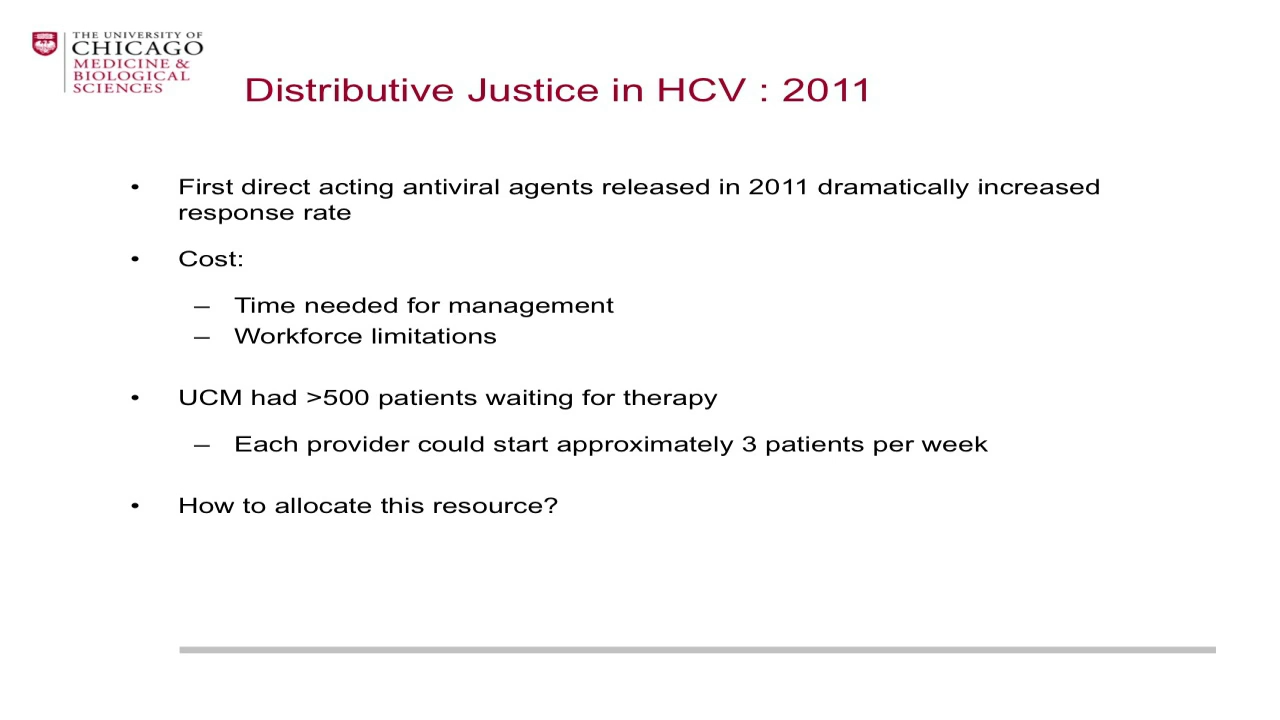 THE UNIVERSITY OF
CHICAGO
MEDICINE &
BIOLOGICAL
SCIENCES
Distributive Justice in HCV : 2011
• First direct acting antiviral agents released in 2011 dramatically increased
response rate
• Cost:
– Time needed for management
– Workforce limitations
• UCM had >500 patients waiting for therapy
– Each provider could start approximately 3 patients per week
• How to allocate this resource?